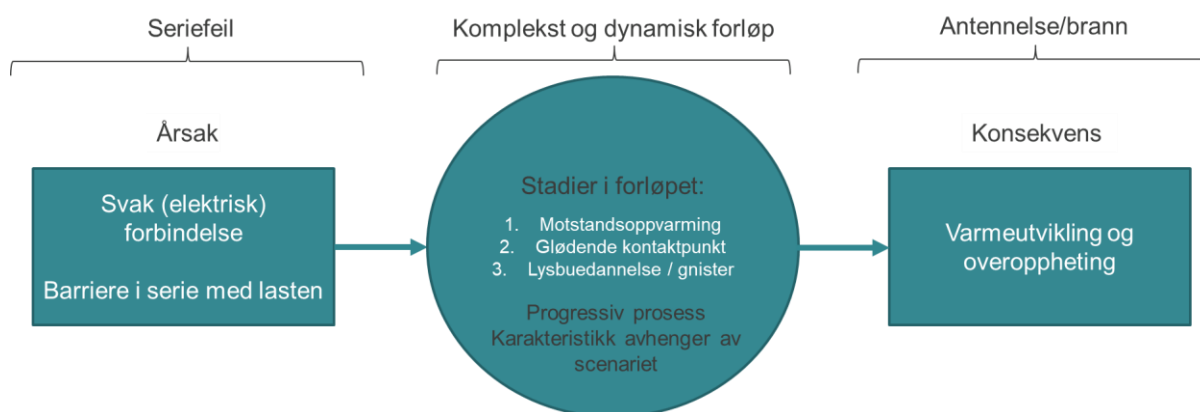 Seriefeil
Komplekst og dynamisk forløp
Antennelse/brann
Årsak
Konsekvens
Svak (elektrisk)
forbindelse
Barriere i serie med lasten
Stadier i forløpet:
1. Motstandsoppvarming
2. Glødende kontaktpunkt
3. Lysbuedannelse / gnister
Progressiv prosess
Karakteristikk avhenger av
scenariet
Varmeutvikling og
overoppheting